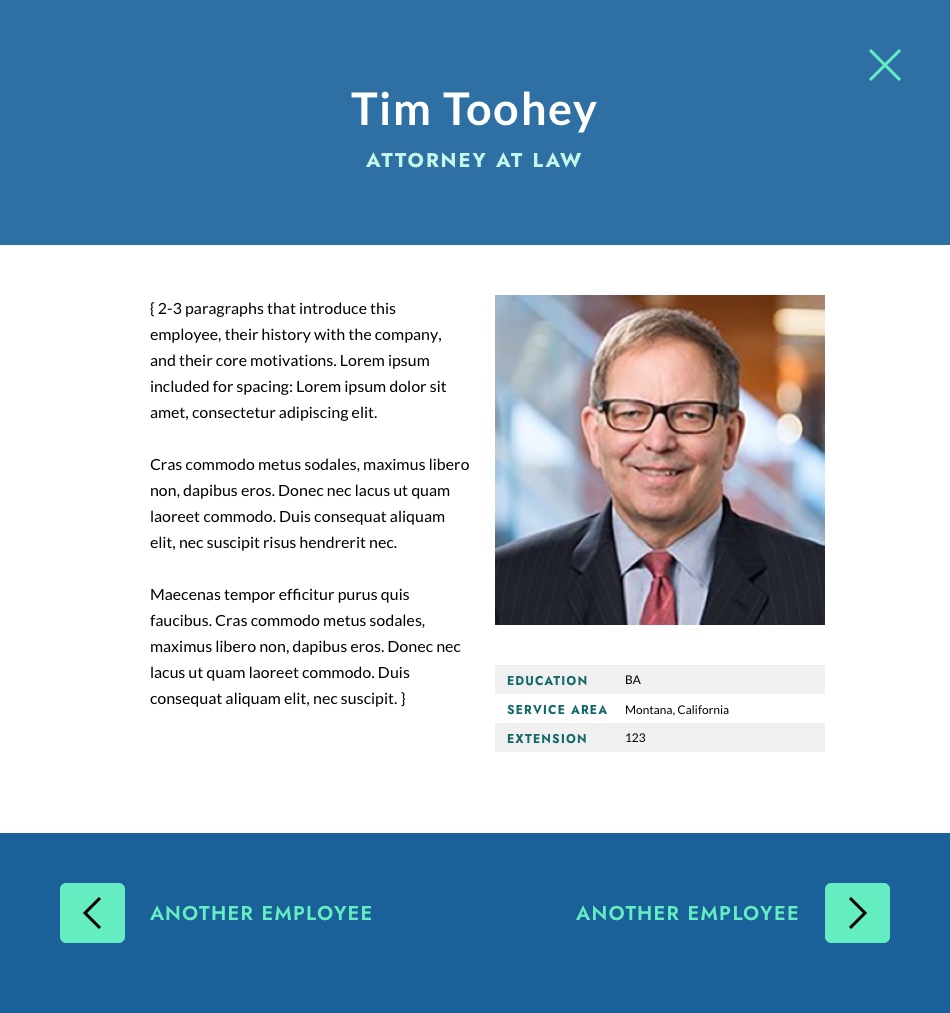 Tim Toohey
ATTORNEY AT LAW
{ 2-3 paragraphs that introduce this
employee, their history with the company,
and their core motivations. Lorem ipsum
included for spacing: Lorem ipsum dolor sit
amet, consectetur adipiscing elit.
Cras commodo metus sodales, maximus libero
non, dapibus eros. Donec nec lacus ut quam
laoreet commodo. Duis consequat aliquam
elit, nec suscipit risus hendrerit nec.
Maecenas tempor efficitur purus quis
faucibus. Cras commodo metus sodales,
maximus libero non, dapibus eros. Donec nec
lacus ut quam laoreet commodo. Duis
consequat aliquam elit, nec suscipit. }
EDUCATION BA
SERVICE AREA Montana, California
EXTENSION 123
ANOTHER EMPLOYEE
ANOTHER EMPLOYEE